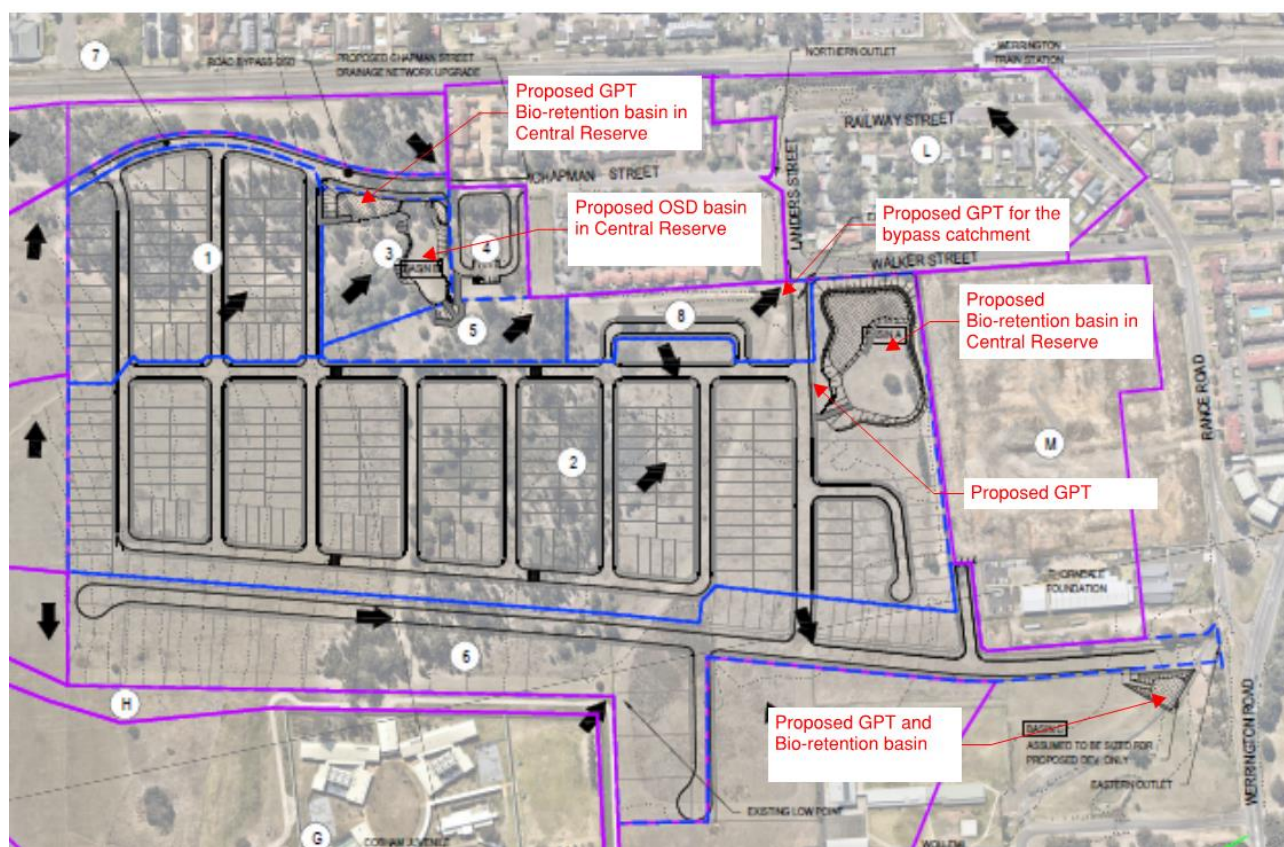 7
ROAD BYPASS OSD
PROPOSED CHAPMAN STREET
DRAINAGE NETWORK UPGRADE
NORTHERN OUTLET
WERRINGTON
TRAIN STATION
Proposed GPT
Bio-retention basin in
Central Reserve
RAILWAY STREET
L
CHAPMAN STREET
LANDERS STREET
Proposed OSD basin
in Central Reserve
Proposed GPT for the
bypass catchment
WALKER STREET
1
3
4
BASIN B
5
8
Proposed
Bio-retention basin in
Central Reserve
BASIN A
RANCE ROAD
2
M
Proposed GPT
THORNDALE
FOUNDATION
6
H
Proposed GPT and
Bio-retention basin
ASSUMED TO BE SIZED FOR
PROPOSED DEV. ONLY
EASTERN OUTLET
WERRINGTON ROAD
EXISTING LOW POINT
G
COBHAM JUVENILE